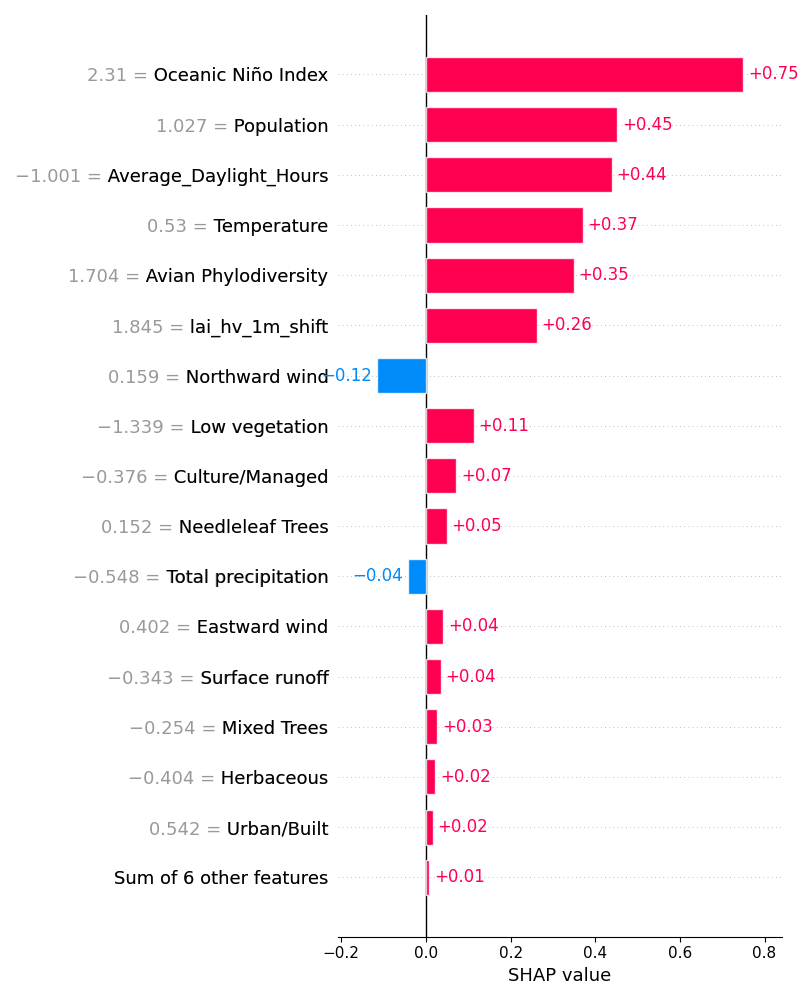 2.31 = Oceanic Niño Index +0.75
1.027 = Population +0.45
−1.001 = Average_Daylight_Hours +0.44
0.53 = Temperature +0.37
1.704 = Avian Phylodiversity +0.35
1.845 = lai_hv_1m_shift +0.26
0.159 = Northward wind −0.12
−1.339 = Low vegetation +0.11
−0.376 = Culture/Managed +0.07
0.152 = Needleleaf Trees +0.05
−0.548 = Total precipitation −0.04
0.402 = Eastward wind +0.04
−0.343 = Surface runoff +0.04
−0.254 = Mixed Trees +0.03
−0.404 = Herbaceous +0.02
0.542 = Urban/Built +0.02
Sum of 6 other features +0.01
−0.2 0.0 0.2 0.4 0.6 0.8
SHAP value